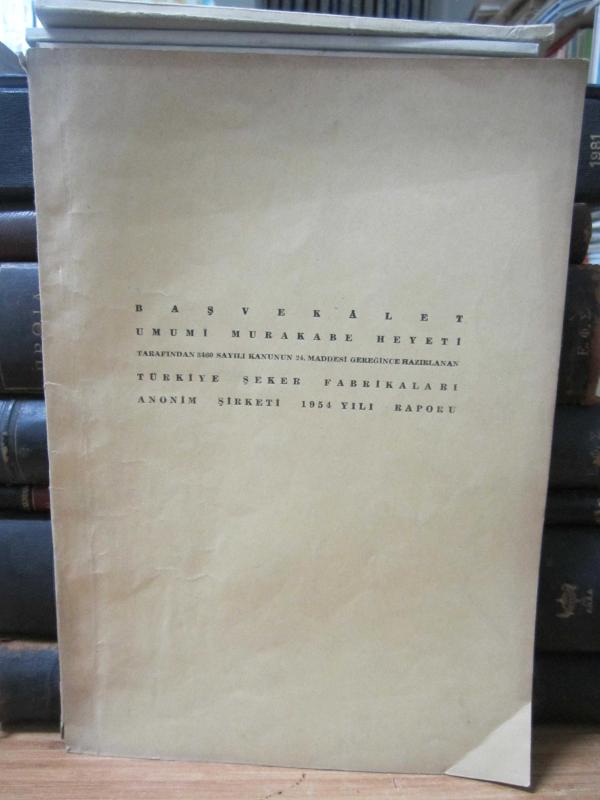 BAŞVEKÂLET
UMUMİ MURAKABE HEYETİ
TARAFINDAN 3460 SAYILI KANUNUN 24. MADDESİ GEREĞİNCE HAZIRLANAN
TÜRKİYE ŞEKER FABRİKALARI
ANONİM ŞİRKETİ 1954 YILI RAPORU
1981